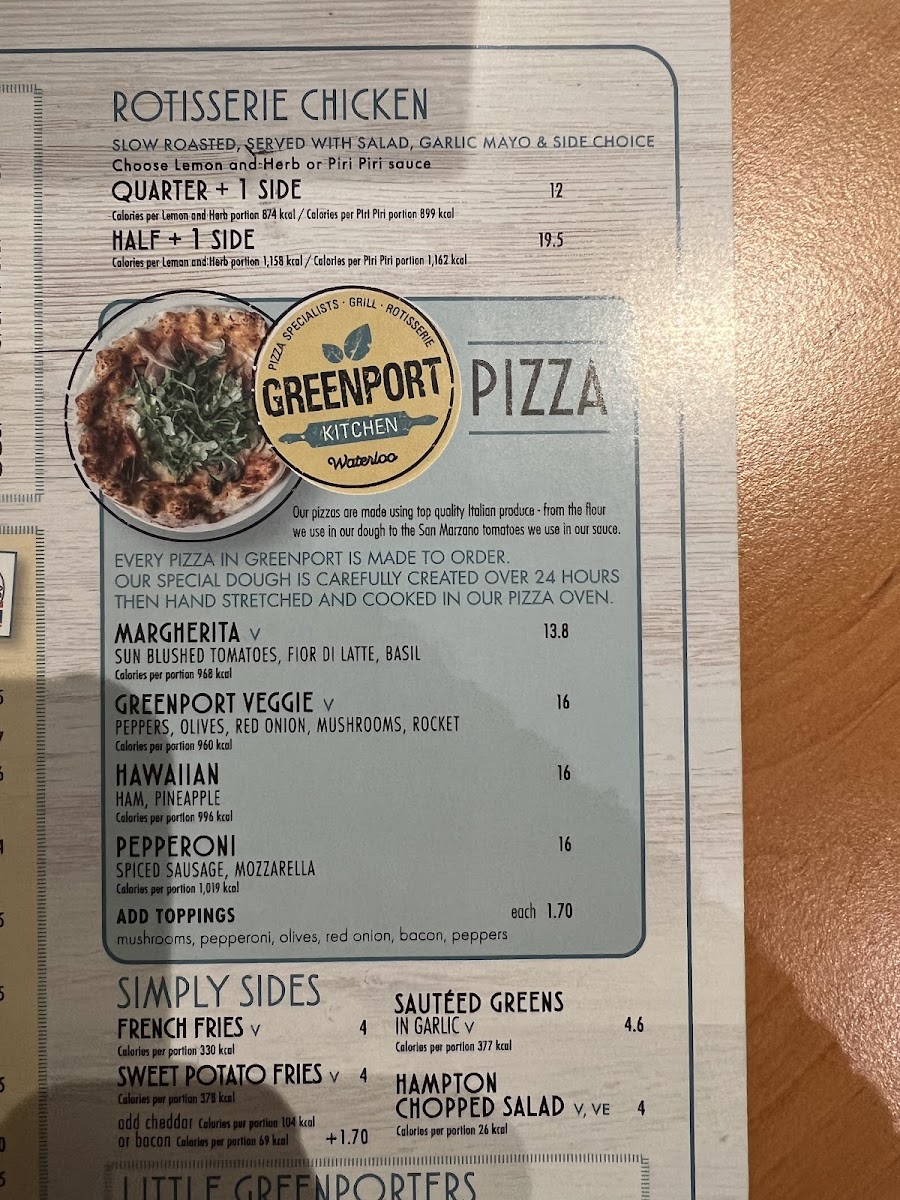 ROTISSERIE CHICKEN
SLOW ROASTED, SERVED WITH SALAD, GARLIC MAYO & SIDE CHOICE
Choose Lemon and Herb or Piri Piri sauce
QUARTER + 1 SIDE 12
Calories per Lemon and Herb portion 874 kcal / Calories per Piri Piri portion 899 kcal
HALF + 1 SIDE 19.5
Calories per Lemon and Herb portion 1,158 kcal / Calories per Piri Piri portion 1,162 kcal
PIZZA SPECIALISTS · GRILL · ROTISSERIE
GREENPORT
KITCHEN
Waterloo
PIZZA
Our pizzas are made using top quality Italian produce - from the flour
we use in our dough to the San Marzano tomatoes we use in our sauce.
EVERY PIZZA IN GREENPORT IS MADE TO ORDER.
OUR SPECIAL DOUGH IS CAREFULLY CREATED OVER 24 HOURS
THEN HAND STRETCHED AND COOKED IN OUR PIZZA OVEN.
MARGHERITA V 13.8
SUN BLUSHED TOMATOES, FIOR DI LATTE, BASIL
Calories per portion 968 kcal
GREENPORT VEGGIE V 16
PEPPERS, OLIVES, RED ONION, MUSHROOMS, ROCKET
Calories per portion 960 kcal
HAWAIIAN 16
HAM, PINEAPPLE
Calories per portion 996 kcal
PEPPERONI 16
SPICED SAUSAGE, MOZZARELLA
Calories per portion 1,019 kcal
ADD TOPPINGS each 1.70
mushrooms, pepperoni, olives, red onion, bacon, peppers
SIMPLY SIDES
FRENCH FRIES V 4
Calories per portion 330 kcal
SWEET POTATO FRIES V 4
Calories per portion 378 kcal
add cheddar Calories per portion 104 kcal
or bacon Calories per portion 69 kcal +1.70
SAUTÉED GREENS
IN GARLIC V 4.6
Calories per portion 377 kcal
HAMPTON
CHOPPED SALAD V, VE 4
Calories per portion 26 kcal
LITTLE GREENPORTERS